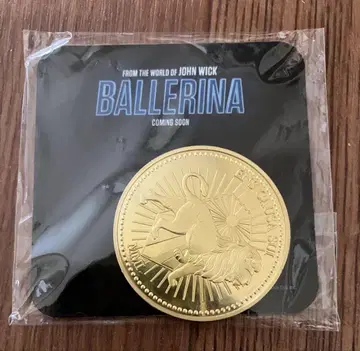 FROM THE WORLD OF JOHN WICK
BALLERINA
COMING SOON